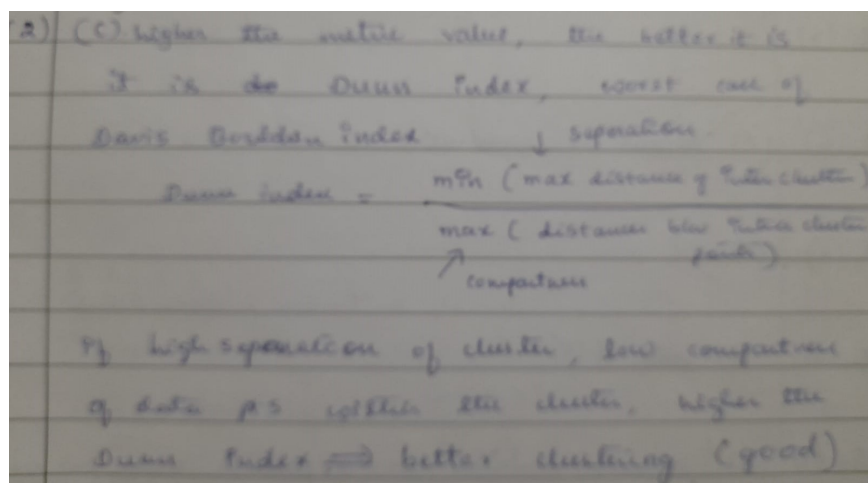 2) (C) higher the metric value, the better it is
it is do Dunn Index, worst case of
Davis Index
↓ separation.
Dunn index = min (max distance of inter cluster)
max ( distances b/w intra cluster
points)
↗ compactness
If high separation of cluster, low compactness
of data pts within the cluster, higher the
Dunn Index ⟹ better clustering (good)